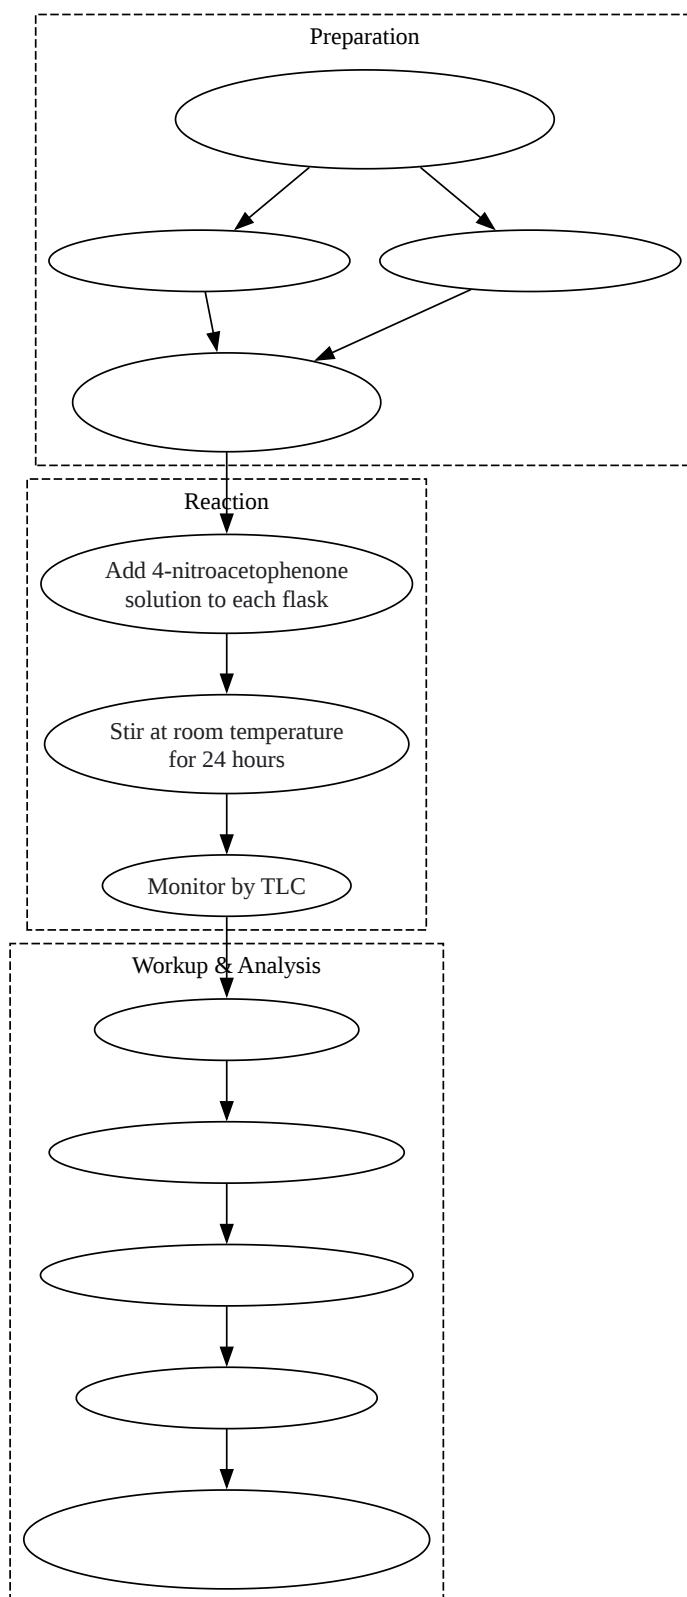 Preparation
Reaction
Add 4-nitroacetophenone
solution to each flask
Stir at room temperature
for 24 hours
Monitor by TLC
Workup & Analysis